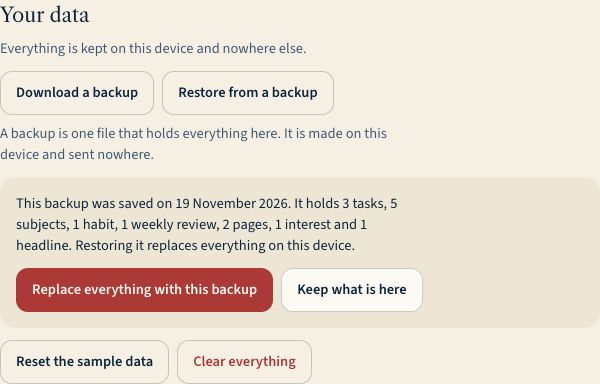 Your data
Everything is kept on this device and nowhere else.
Download a backup Restore from a backup
A backup is one file that holds everything here. It is made on this
device and sent nowhere.
This backup was saved on 19 November 2026. It holds 3 tasks, 5
subjects, 1 habit, 1 weekly review, 2 pages, 1 interest and 1
headline. Restoring it replaces everything on this device.
Replace everything with this backup Keep what is here
Reset the sample data Clear everything